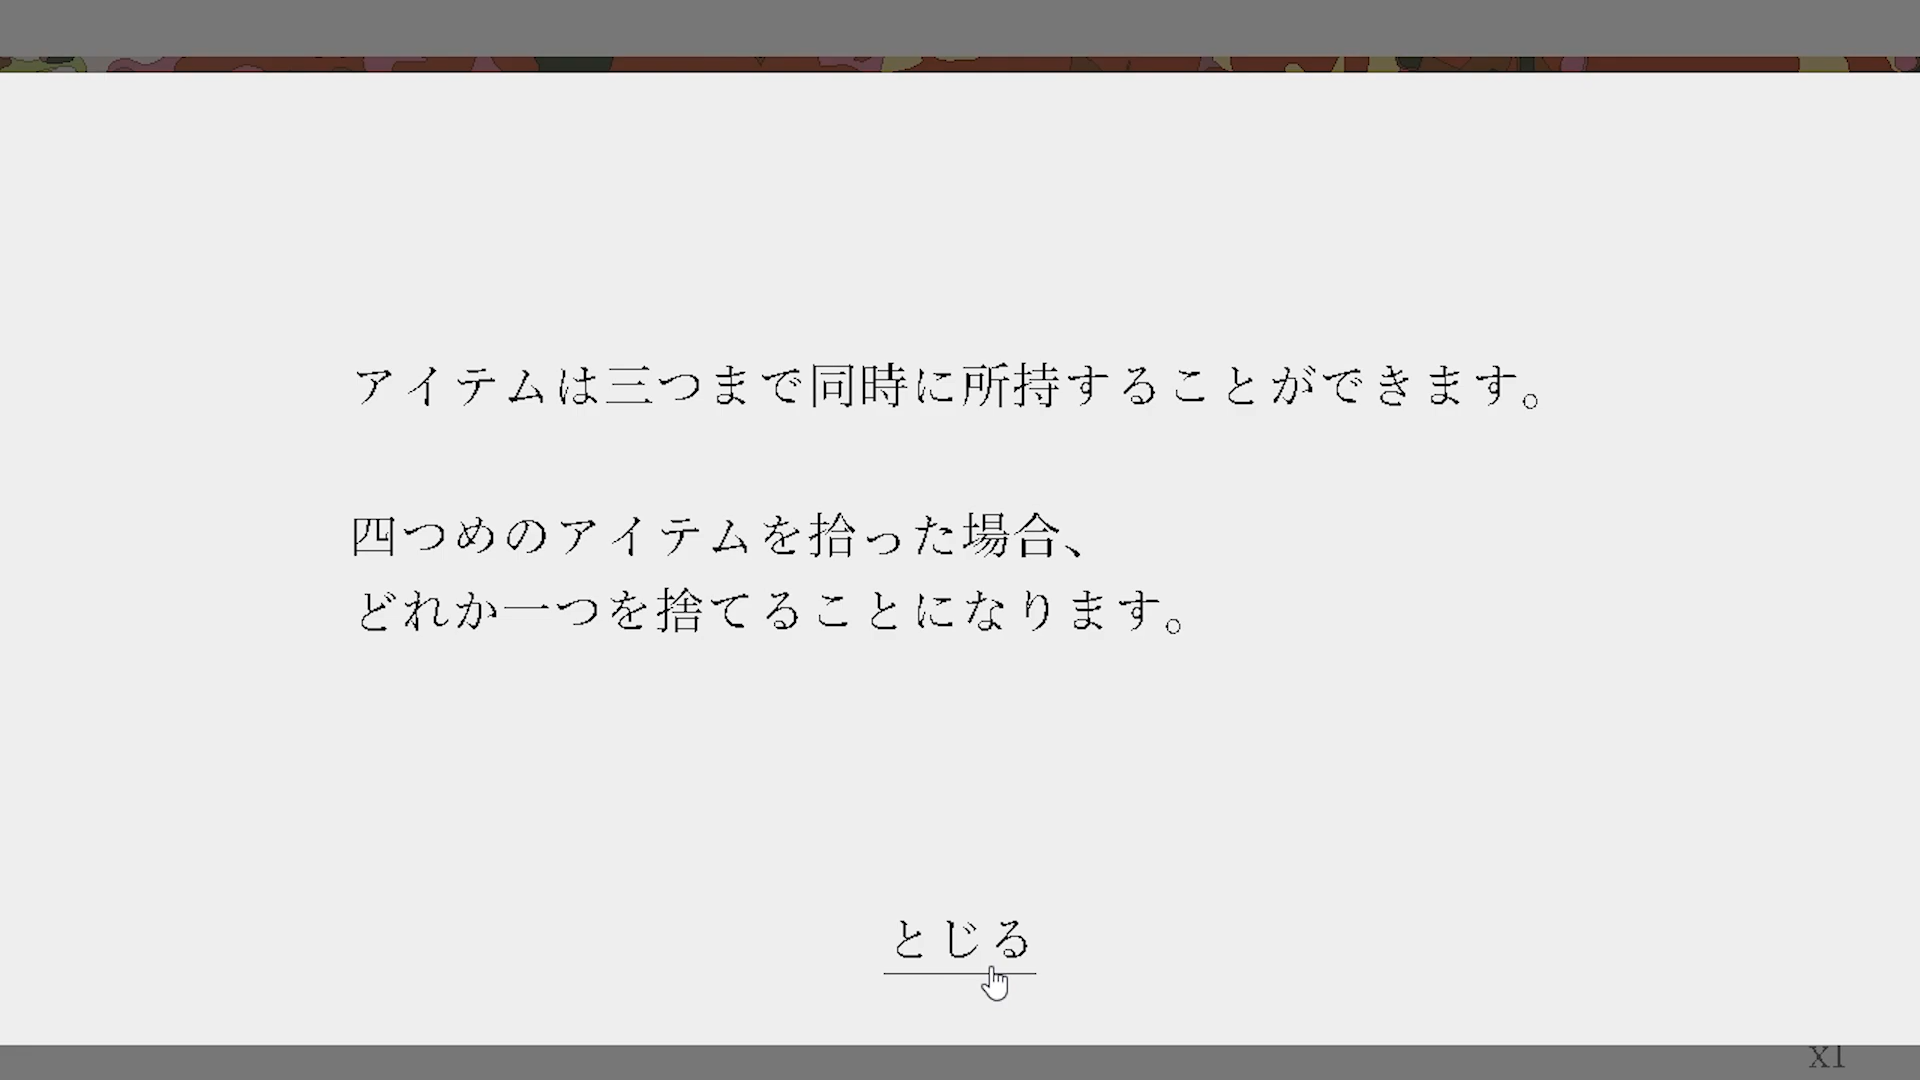 アイテムは三つまで同時に所持することができます。
四つめのアイテムを拾った場合、
どれか一つを捨てることになります。
とじる
x1